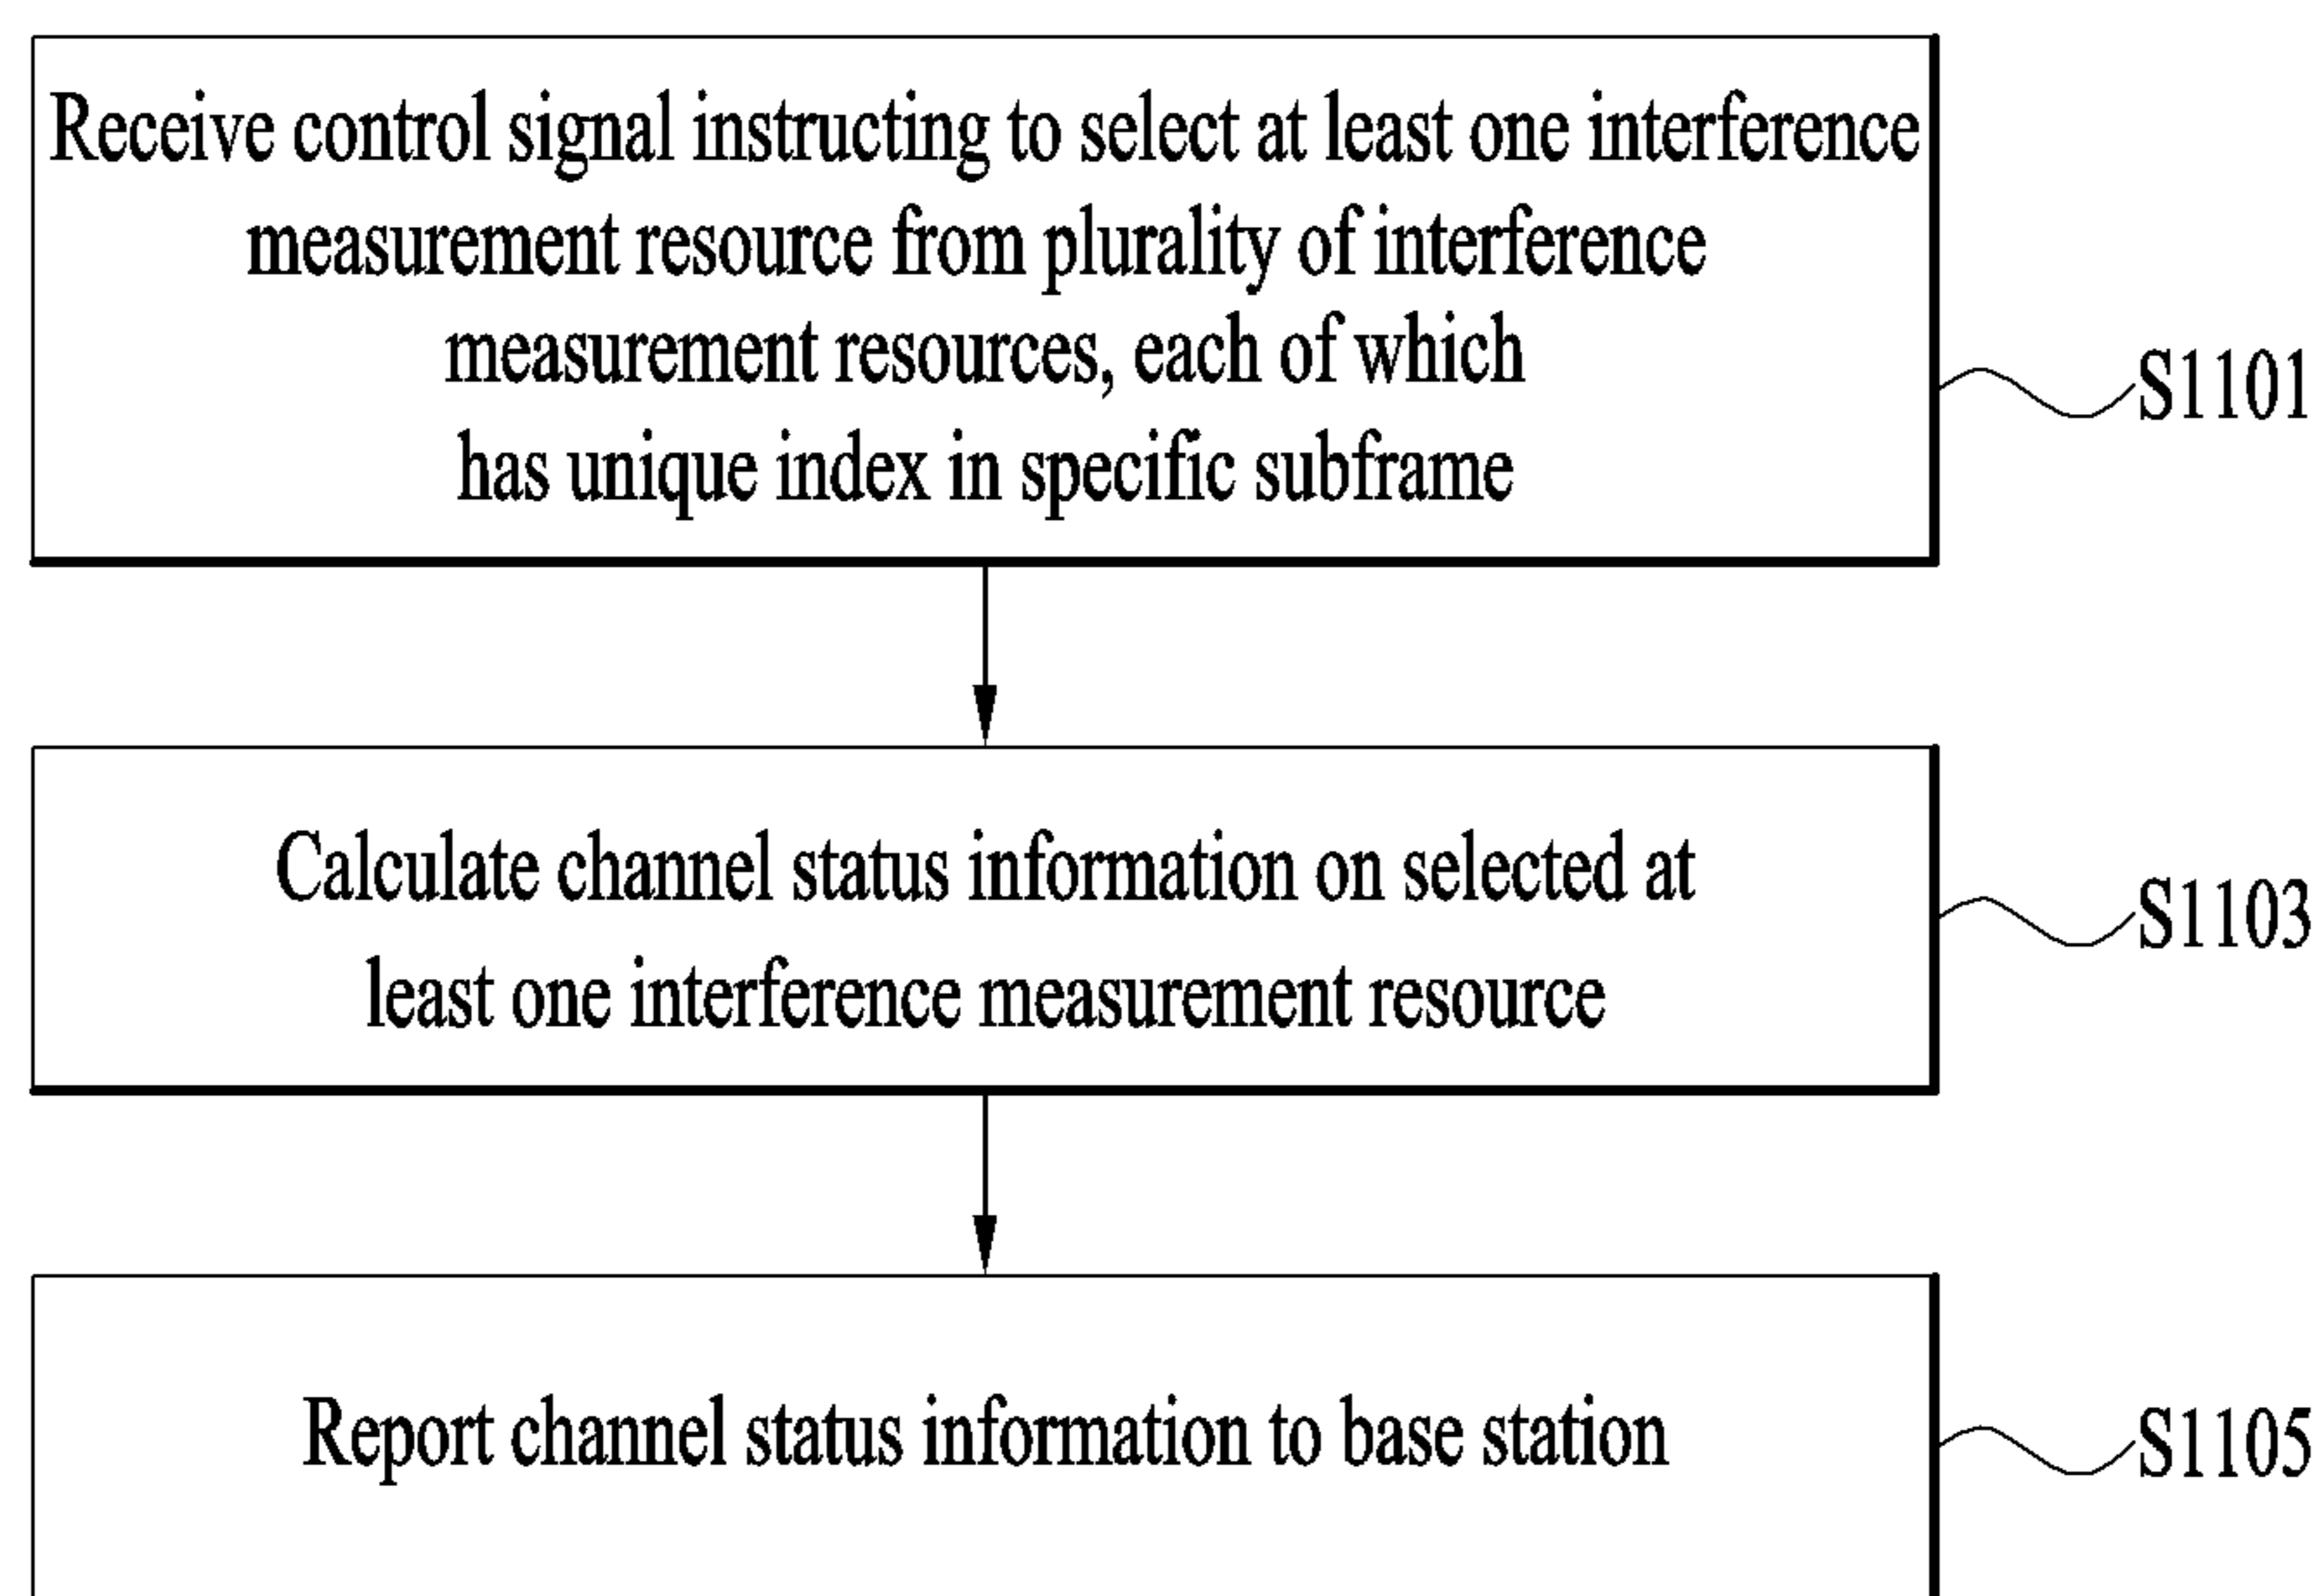 Receive control signal instructing to select at least one interference
measurement resource from plurality of interference
measurement resources, each of which
has unique index in specific subframe
S1101
Calculate channel status information on selected at
least one interference measurement resource
S1103
Report channel status information to base station
S1105